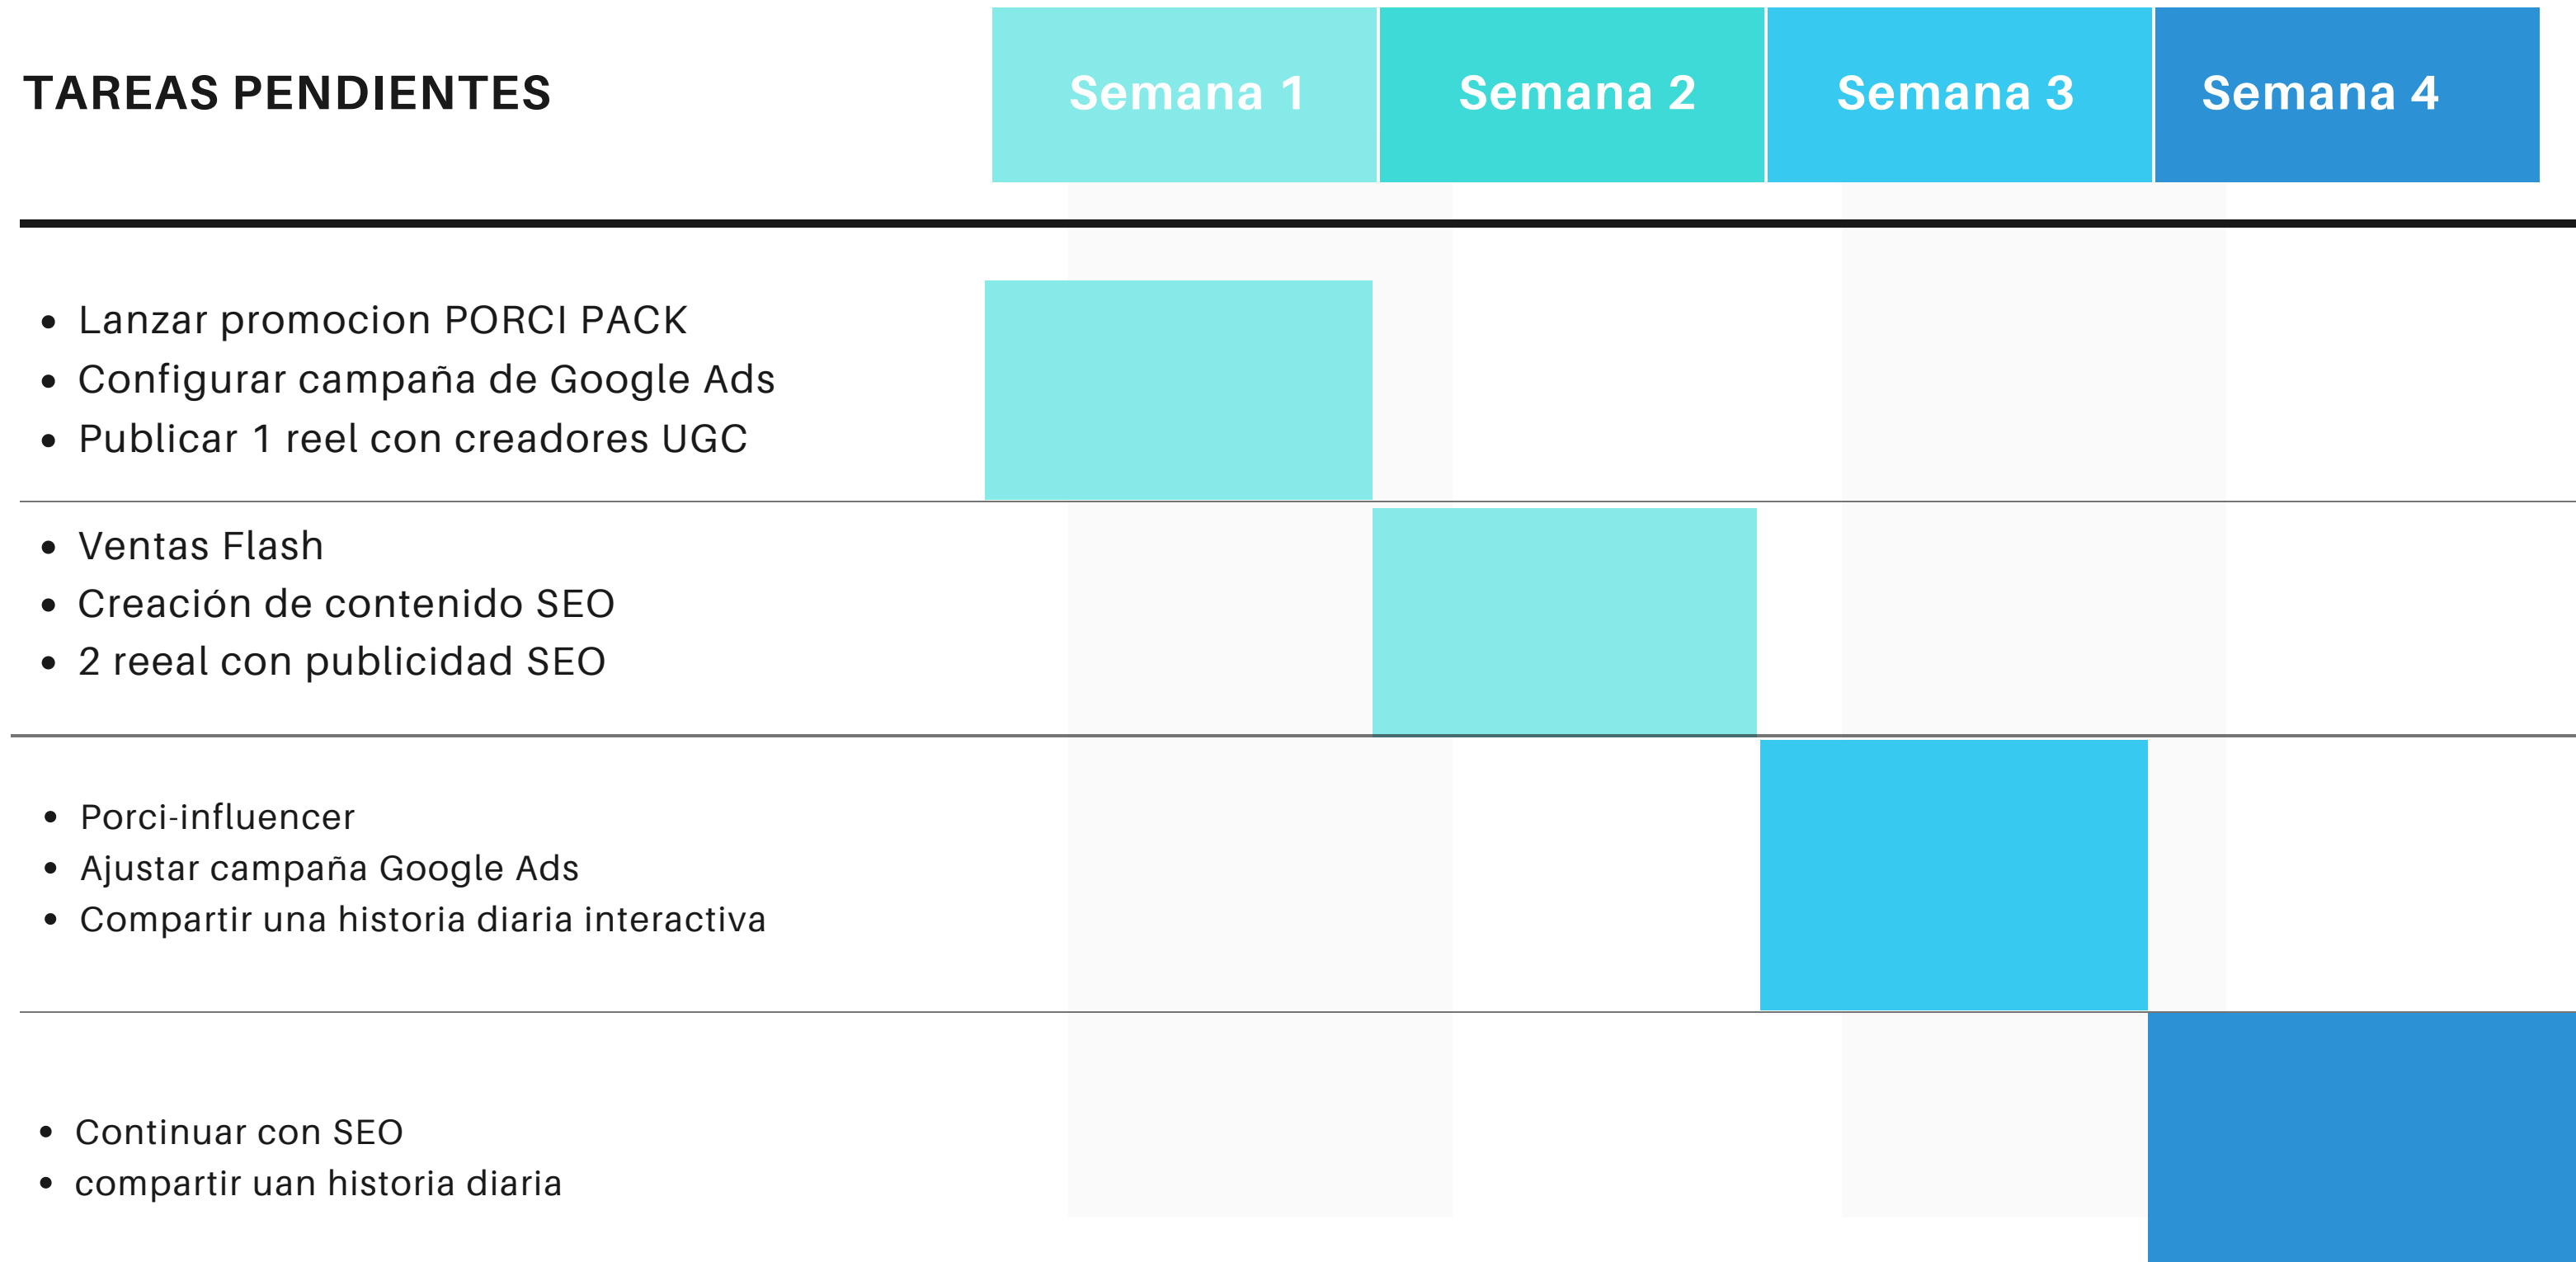 TAREAS PENDIENTES
Semana 1
Semana 2
Semana 3
Semana 4
• Lanzar promocion PORCI PACK
• Configurar campaña de Google Ads
• Publicar 1 reel con creadores UGC
• Ventas Flash
• Creación de contenido SEO
• 2 reeal con publicidad SEO
• Porci-influencer
• Ajustar campaña Google Ads
• Compartir una historia diaria interactiva
• Continuar con SEO
• compartir uan historia diaria